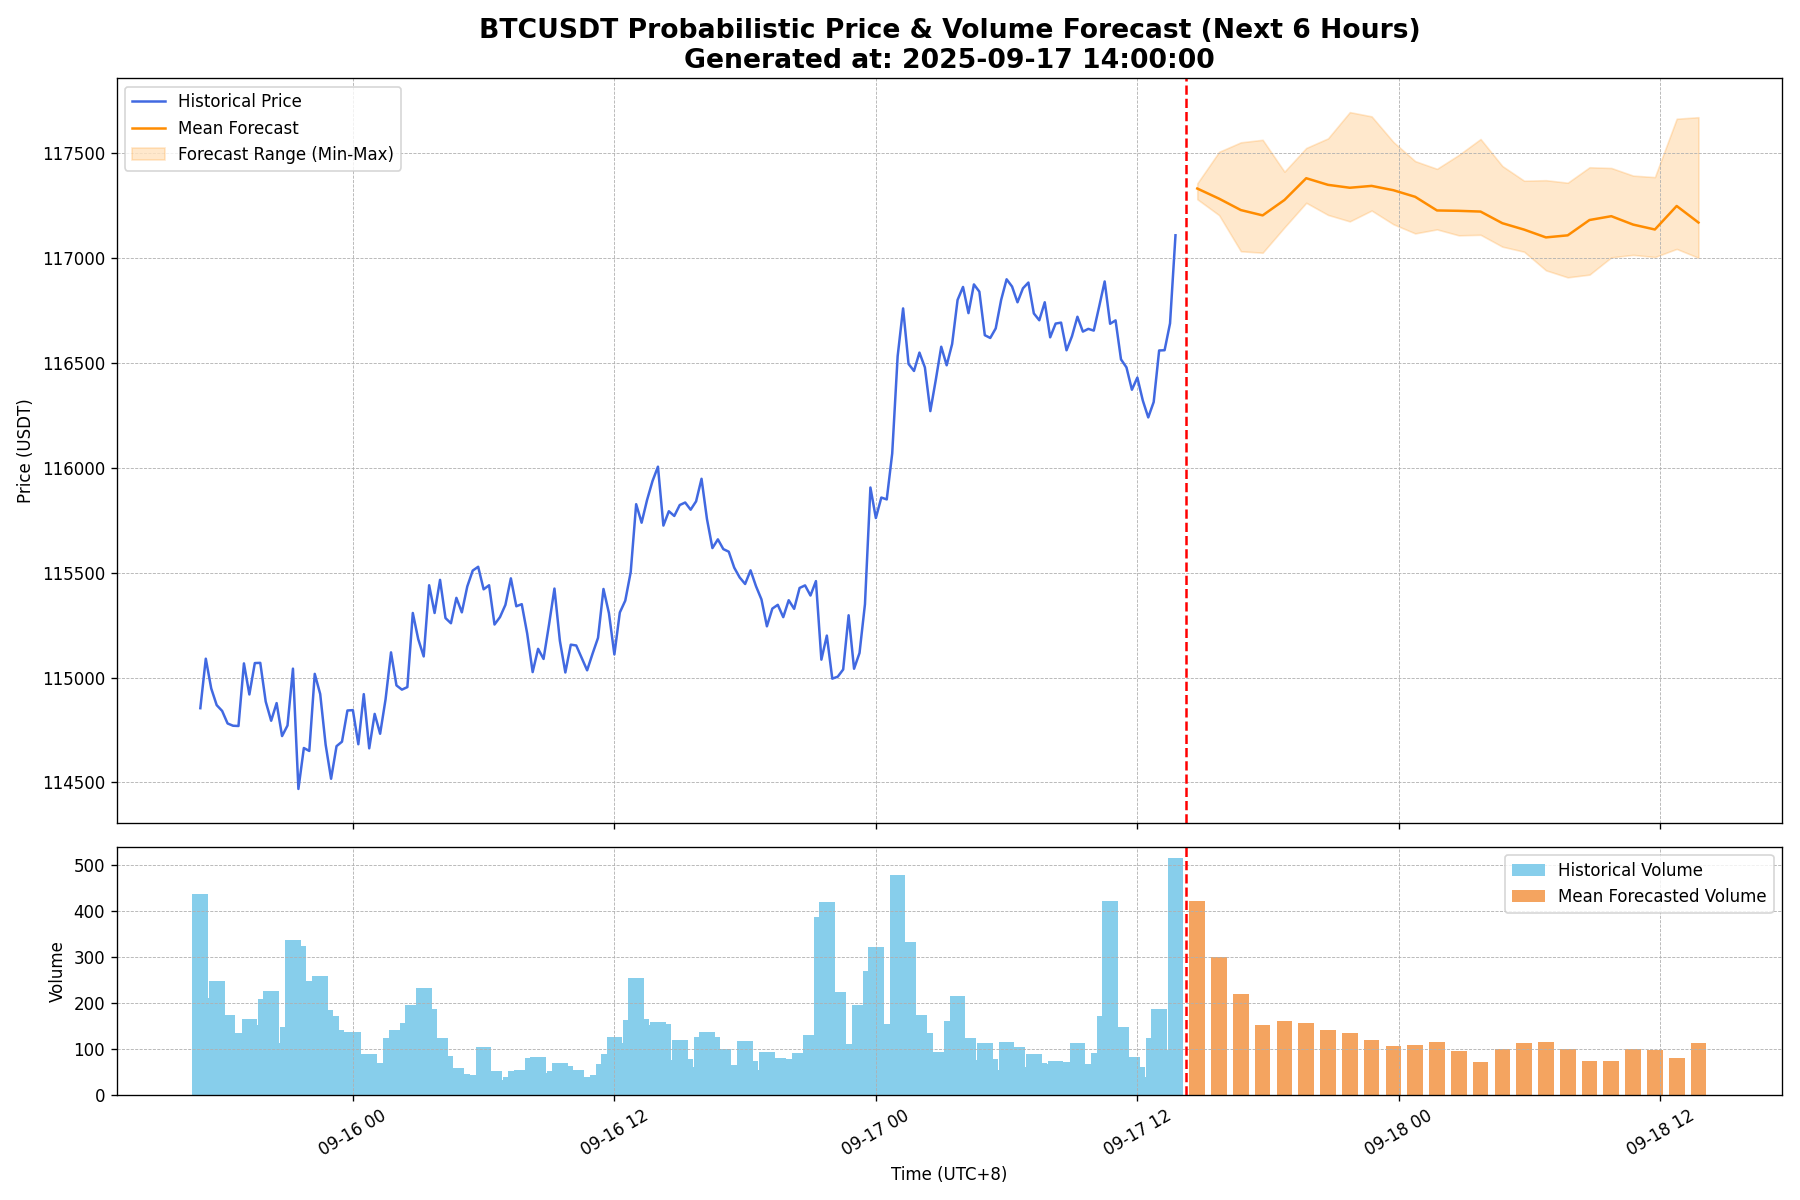 BTCUSDT Probabilistic Price & Volume Forecast (Next 6 Hours)
Generated at: 2025-09-17 14:00:00
Historical Price
Mean Forecast
Forecast Range (Min-Max)
117500
117000
116500
116000
115500
115000
114500
Price (USDT)
Historical Volume
Mean Forecasted Volume
500
400
300
200
100
0
Volume
09-16 00
09-16 12
09-17 00
09-17 12
09-18 00
09-18 12
Time (UTC+8)